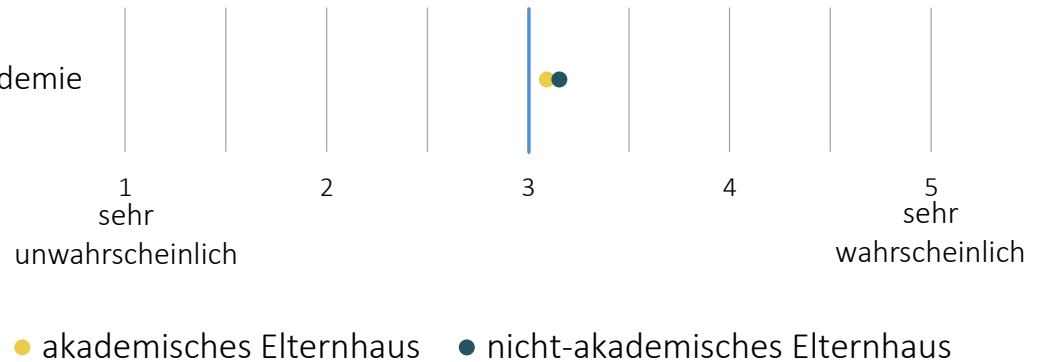 demie
1 2 3 4 5
sehr sehr
unwahrscheinlich wahrscheinlich
akademisches Elternhaus nicht-akademisches Elternhaus